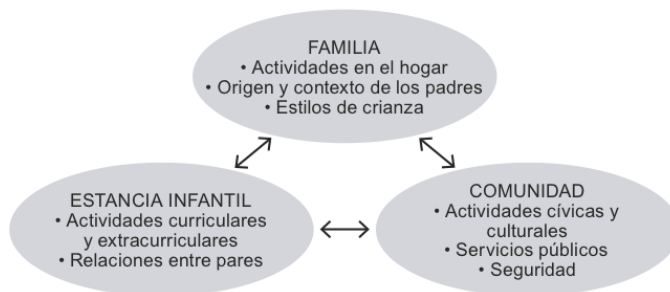 FAMILIA
• Actividades en el hogar
• Origen y contexto de los padres
• Estilos de crianza
ESTANCIA INFANTIL
• Actividades curriculares
y extracurriculares
• Relaciones entre pares
COMUNIDAD
• Actividades cívicas y
culturales
• Servicios públicos
• Seguridad